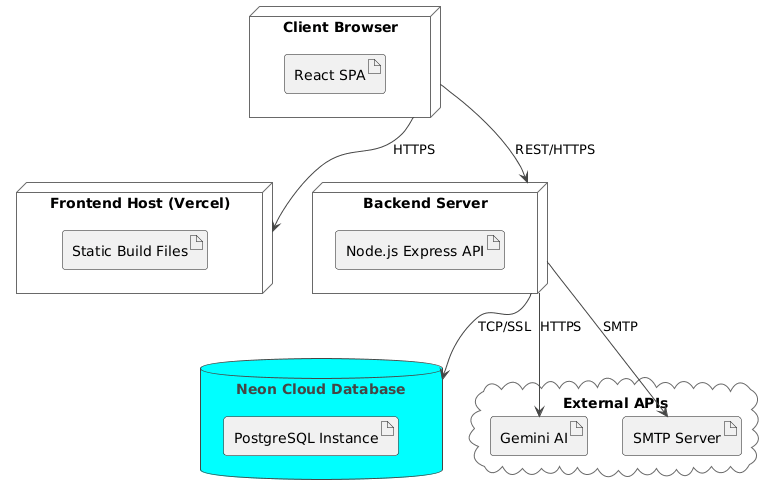 Client Browser
React SPA
HTTPS
REST/HTTPS
Frontend Host (Vercel)
Static Build Files
Backend Server
Node.js Express API
TCP/SSL
HTTPS
SMTP
Neon Cloud Database
PostgreSQL Instance
External APIs
Gemini AI
SMTP Server